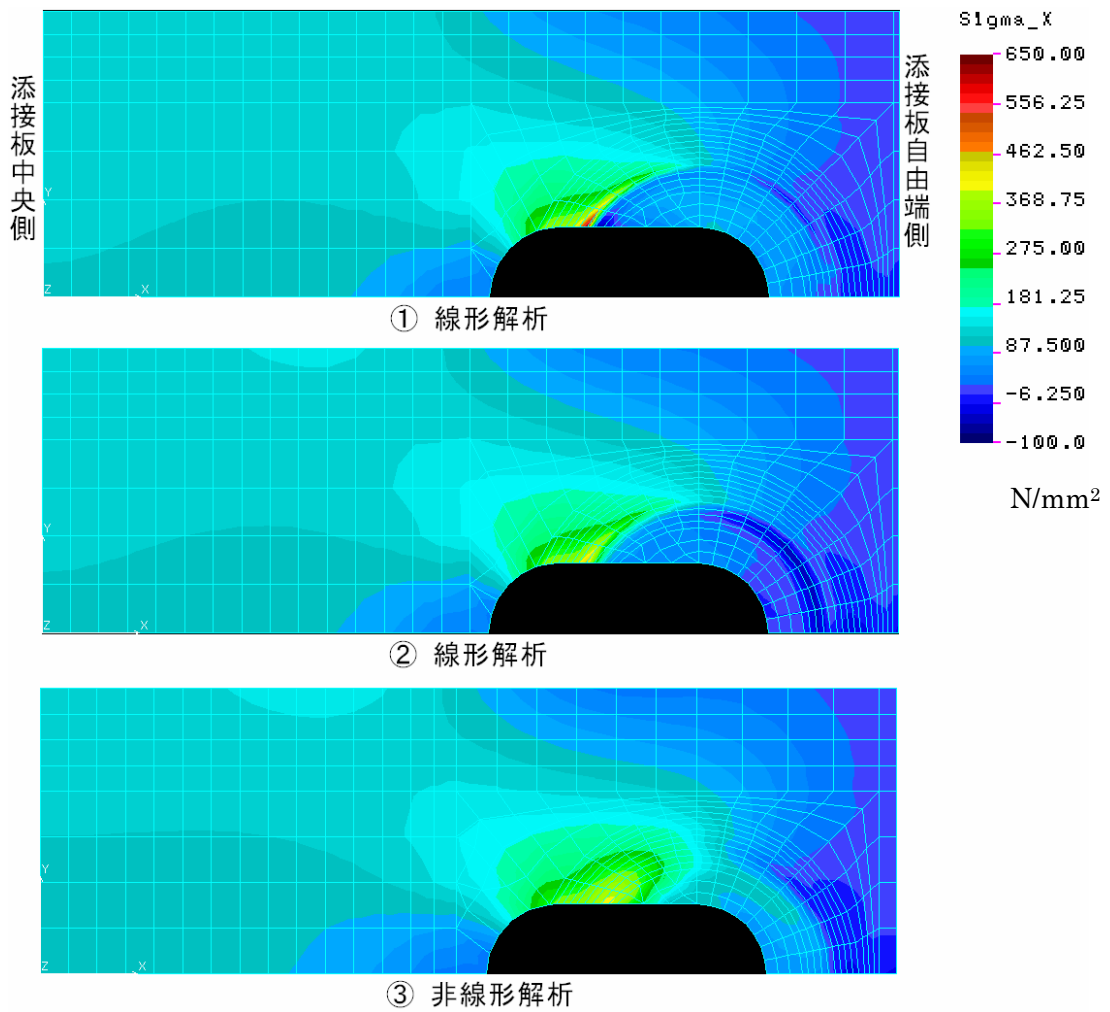 Sigma_X
650.00
556.25
462.50
368.75
275.00
181.25
87.500
-6.250
-100.0
N/mm²
添接板中央側
添接板自由端側
Y
Z
X
① 線形解析
Y
Z
X
② 線形解析
Y
Z
X
③ 非線形解析